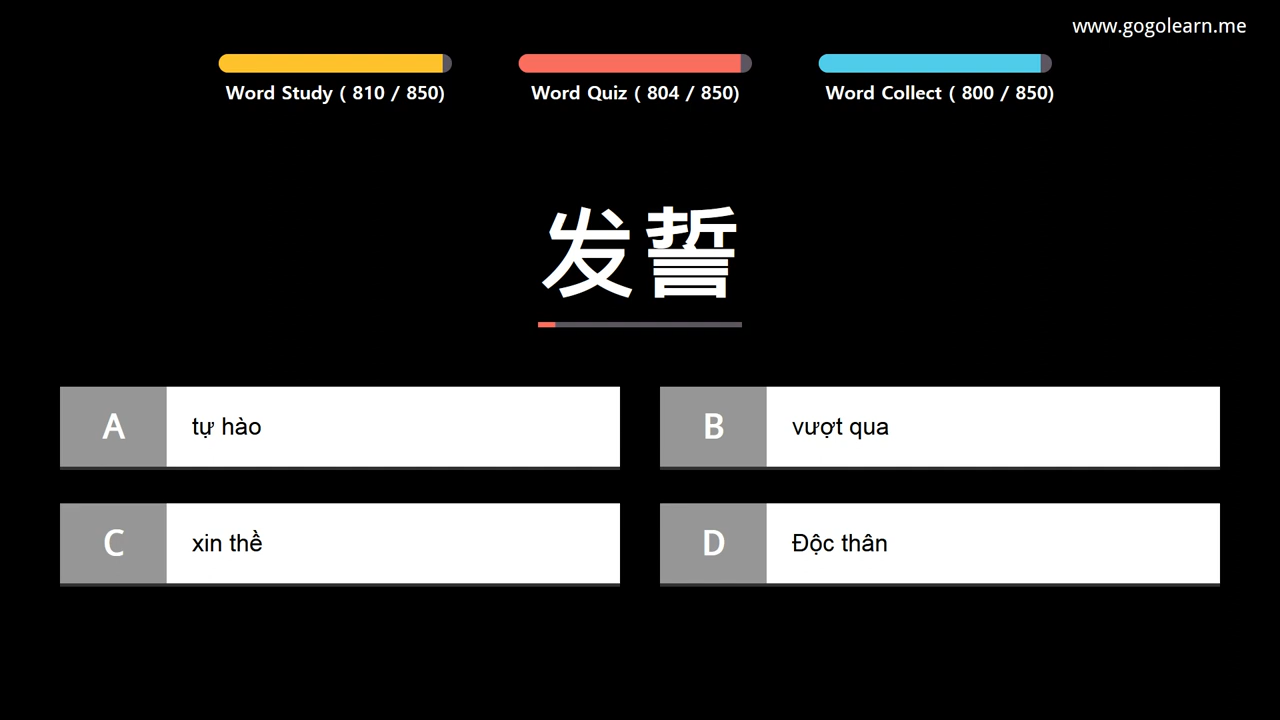 www.gogolearn.me
Word Study ( 810 / 850)
Word Quiz ( 804 / 850)
Word Collect ( 800 / 850)
发誓
A tự hào
B vượt qua
C xin thề
D Độc thân